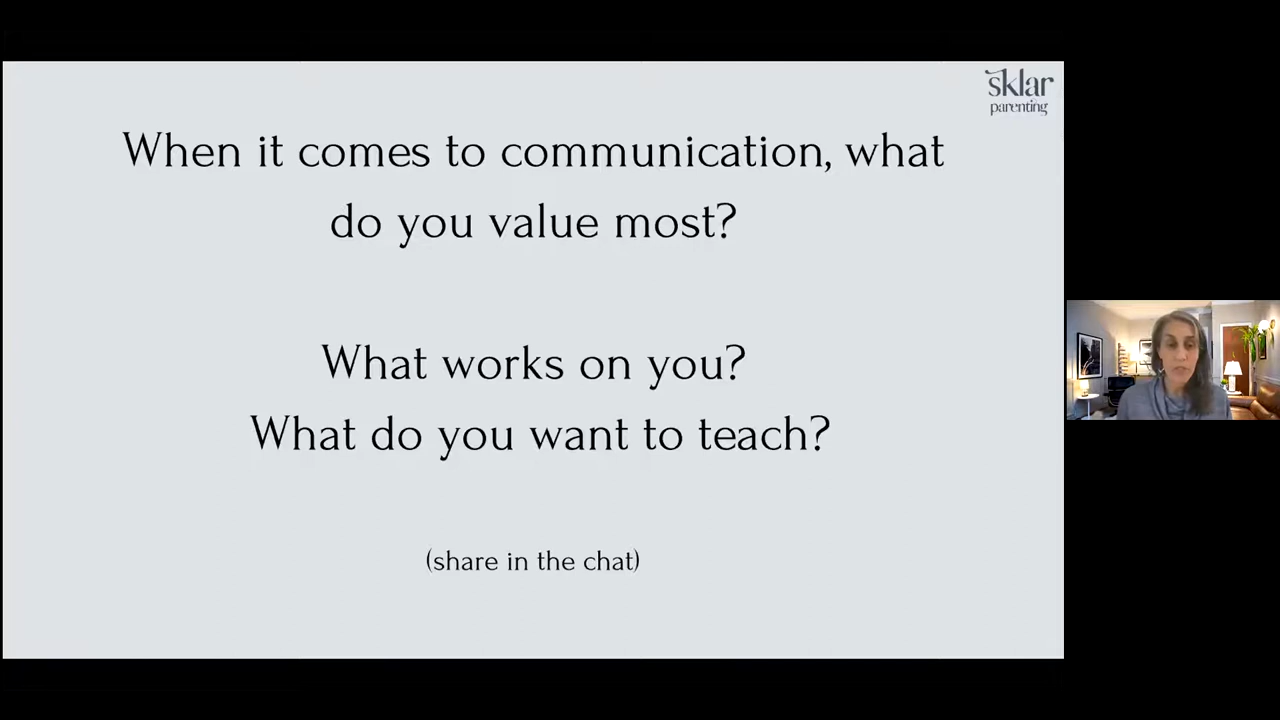 sklar
parenting
When it comes to communication, what
do you value most?
What works on you?
What do you want to teach?
(share in the chat)